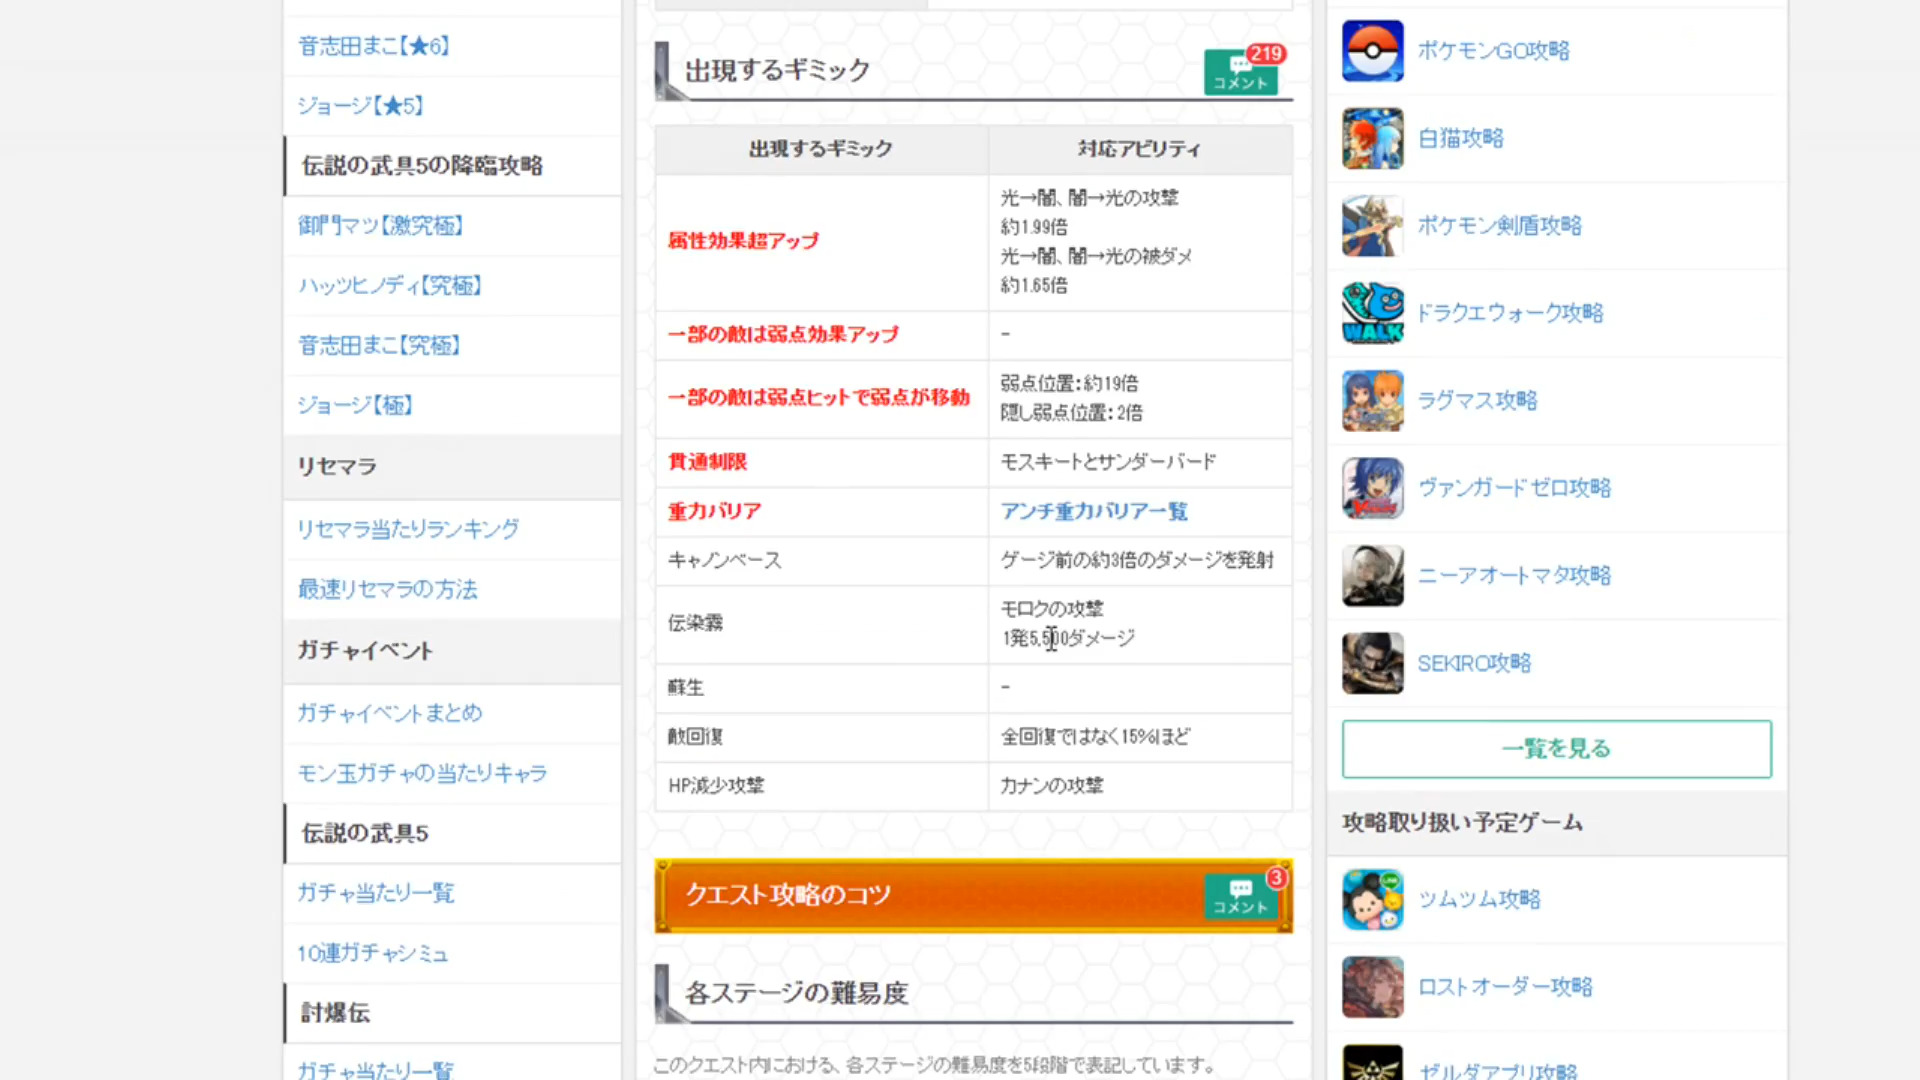 音志田まこ【★6】
ジョージ【★5】
伝説の武具5の降臨攻略
御門マツ【激究極】
ハッツヒノディ【究極】
音志田まこ【究極】
ジョージ【極】
リセマラ
リセマラ当たりランキング
最速リセマラの方法
ガチャイベント
ガチャイベントまとめ
モン玉ガチャの当たりキャラ
伝説の武具5
ガチャ当たり一覧
10連ガチャシミュ
討爆伝
ガチャ当たり一覧
出現するギミック
219
コメント
出現するギミック
対応アビリティ
属性効果超アップ
光→闇、闇→光の攻撃
約1.99倍
光→闇、闇→光の被ダメ
約1.65倍
一部の敵は弱点効果アップ
-
一部の敵は弱点ヒットで弱点が移動
弱点位置：約19倍
隠し弱点位置：2倍
貫通制限
モスキートとサンダーバード
重力バリア
アンチ重力バリア一覧
キャノンベース
ゲージ前の約3倍のダメージを発射
伝染霧
モロクの攻撃
1発5,500ダメージ
蘇生
-
敵回復
全回復ではなく15%ほど
HP減少攻撃
カナンの攻撃
クエスト攻略のコツ
3
コメント
各ステージの難易度
このクエスト内における、各ステージの難易度を5段階で表記しています。
ポケモンGO攻略
白猫攻略
ポケモン剣盾攻略
WALK
ドラクエウォーク攻略
ラグマス攻略
ヴァンガードゼロ攻略
ニーアオートマタ攻略
SEKIRO攻略
一覧を見る
攻略取り扱い予定ゲーム
ツムツム攻略
ロストオーダー攻略
ゼルダアプリ攻略